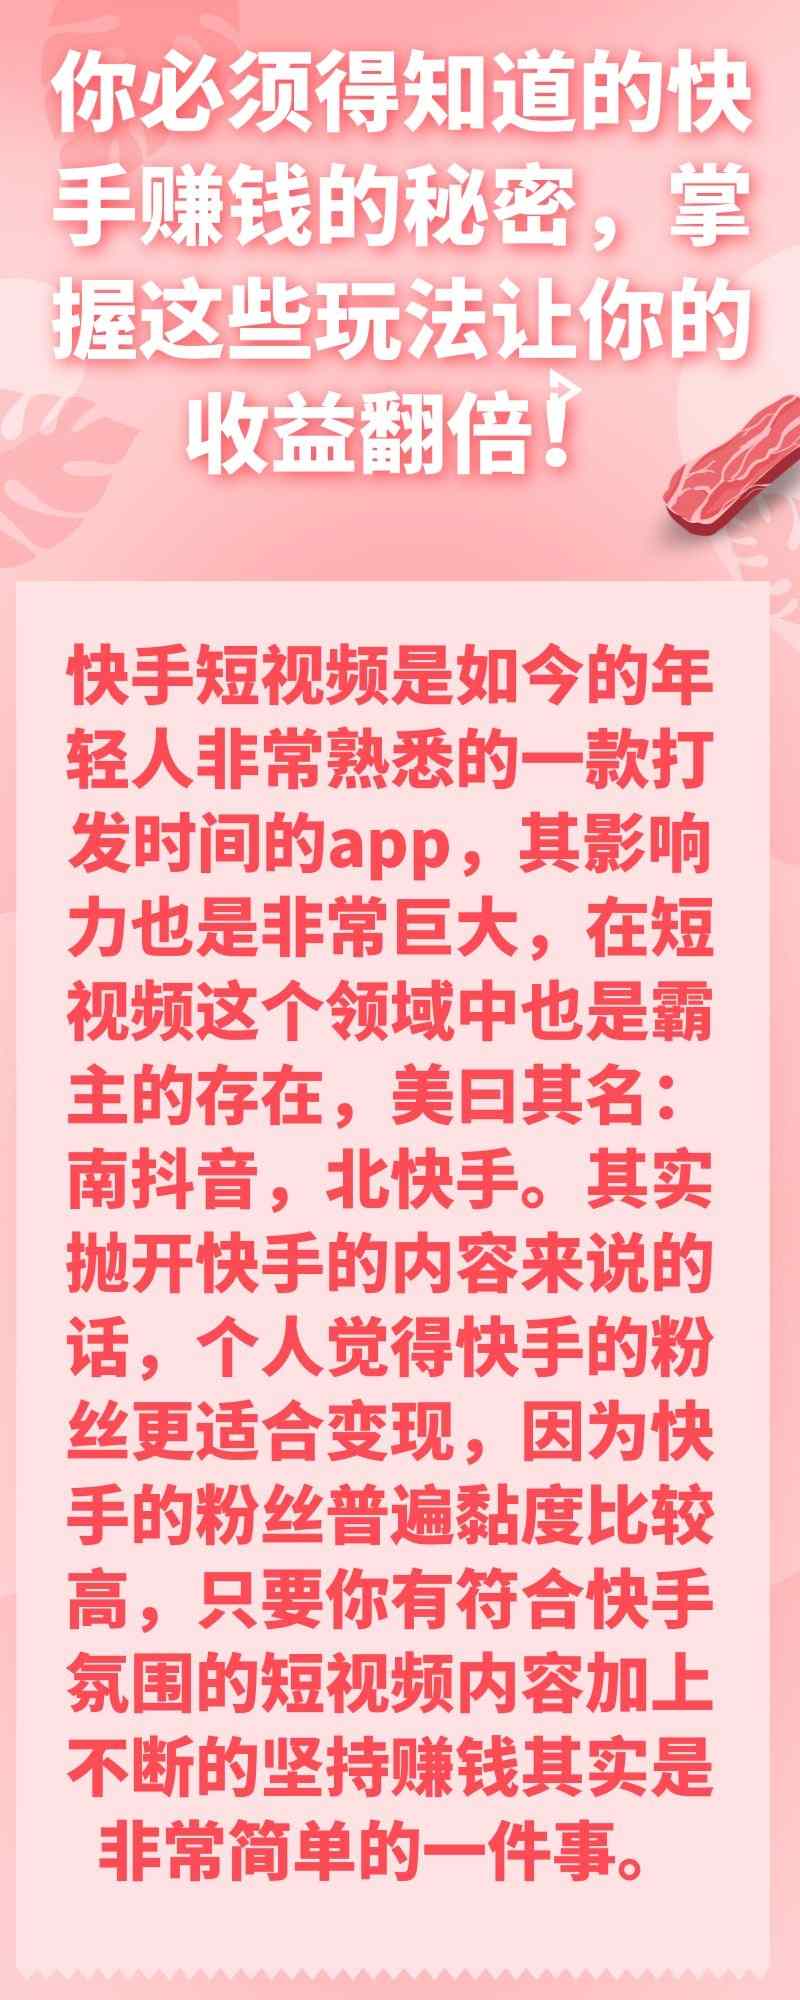 你必须得知道的快
手赚钱的秘密，掌
握这些玩法让你的
收益翻倍！
快手短视频是如今的年
轻人非常熟悉的一款打
发时间的app，其影响
力也是非常巨大，在短
视频这个领域中也是霸
主的存在，美曰其名：
南抖音，北快手。其实
抛开快手的内容来说的
话，个人觉得快手的粉
丝更适合变现，因为快
手的粉丝普遍黏度比较
高，只要你有符合快手
氛围的短视频内容加上
不断的坚持赚钱其实是
非常简单的一件事。